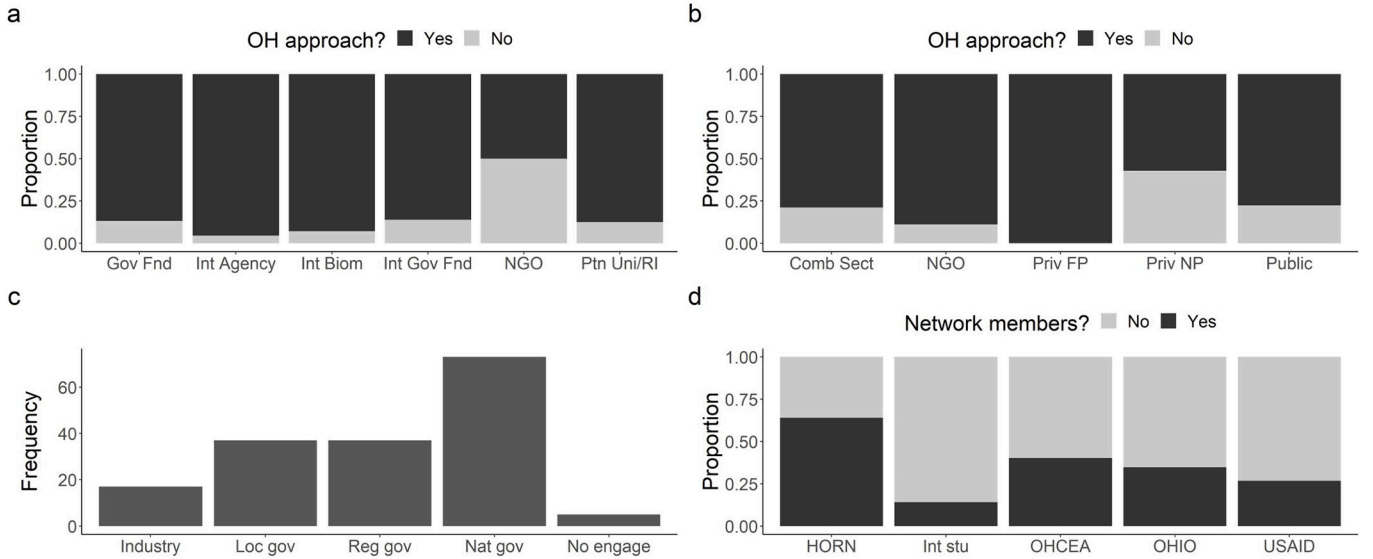 a
OH approach? Yes No
Proportion
1.00
0.75
0.50
0.25
0.00
Gov Fnd Int Agency Int Biom Int Gov Fnd NGO Ptn Uni/RI
b
OH approach? Yes No
Proportion
1.00
0.75
0.50
0.25
0.00
Comb Sect NGO Priv FP Priv NP Public
c
Frequency
60
40
20
0
Industry Loc gov Reg gov Nat gov No engage
d
Network members? No Yes
Proportion
1.00
0.75
0.50
0.25
0.00
HORN Int stu OHCEA OHIO USAID